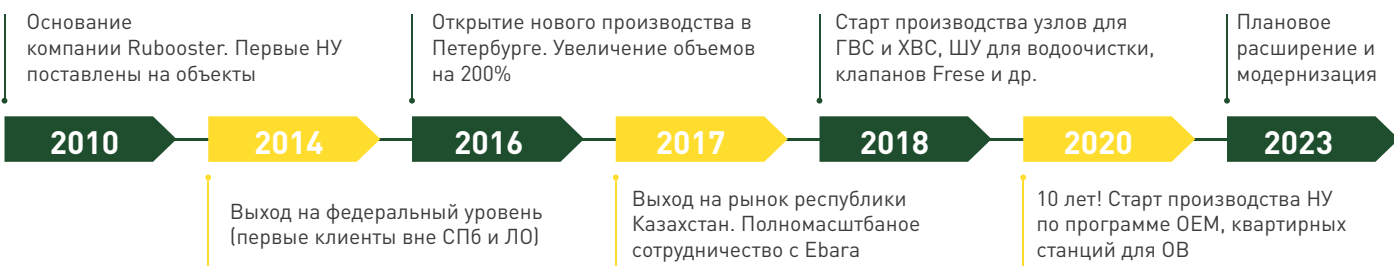 Основание
компании Rubooster. Первые НУ
поставлены на объекты
Открытие нового производства в
Петербурге. Увеличение объемов
на 200%
Старт производства узлов для
ГВС и ХВС, ШУ для водоочистки,
клапанов Frese и др.
Плановое
расширение и
модернизация
2010
2014
2016
2017
2018
2020
2023
Выход на федеральный уровень
(первые клиенты вне СПб и ЛО)
Выход на рынок республики
Казахстан. Полномасштбаное
сотрудничество с Ebara
10 лет! Старт производства НУ
по программе OEM, квартирных
станций для ОВ